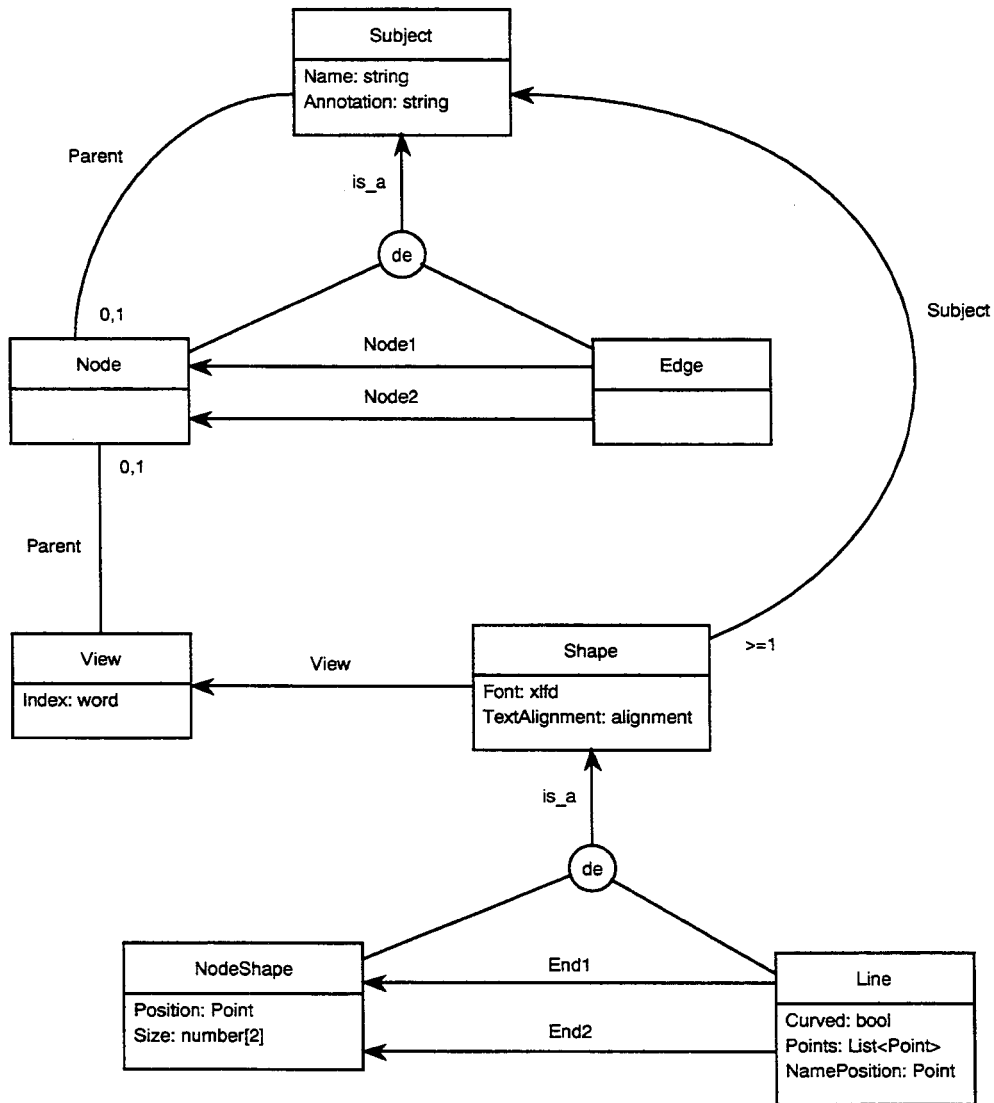 Subject
Name: string
Annotation: string
Parent
is_a
de
Subject
0,1
Node1
Node
Edge
Node2
0,1
Parent
View
View
Shape
>=1
Index: word
Font: xlfd
TextAlignment: alignment
is_a
de
NodeShape
End1
Line
Position: Point
Size: number[2]
End2
Curved: bool
Points: List<Point>
NamePosition: Point